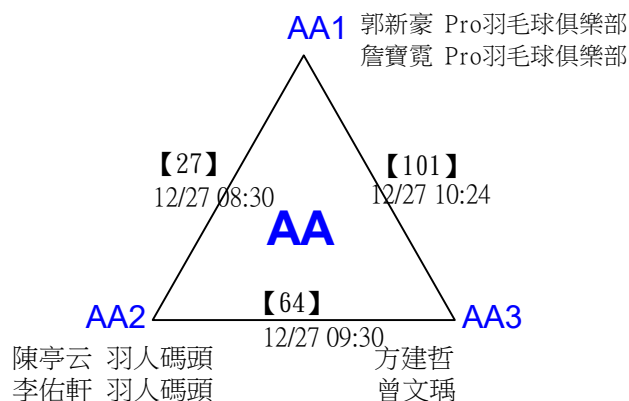 AA1 郭新豪 Pro羽毛球俱樂部
詹寶霓 Pro羽毛球俱樂部
【27】
12/27 08:30
【101】
12/27 10:24
AA
AA2
【64】
12/27 09:30
AA3
陳亭云 羽人碼頭
李佑軒 羽人碼頭
方建哲
曾文瑀